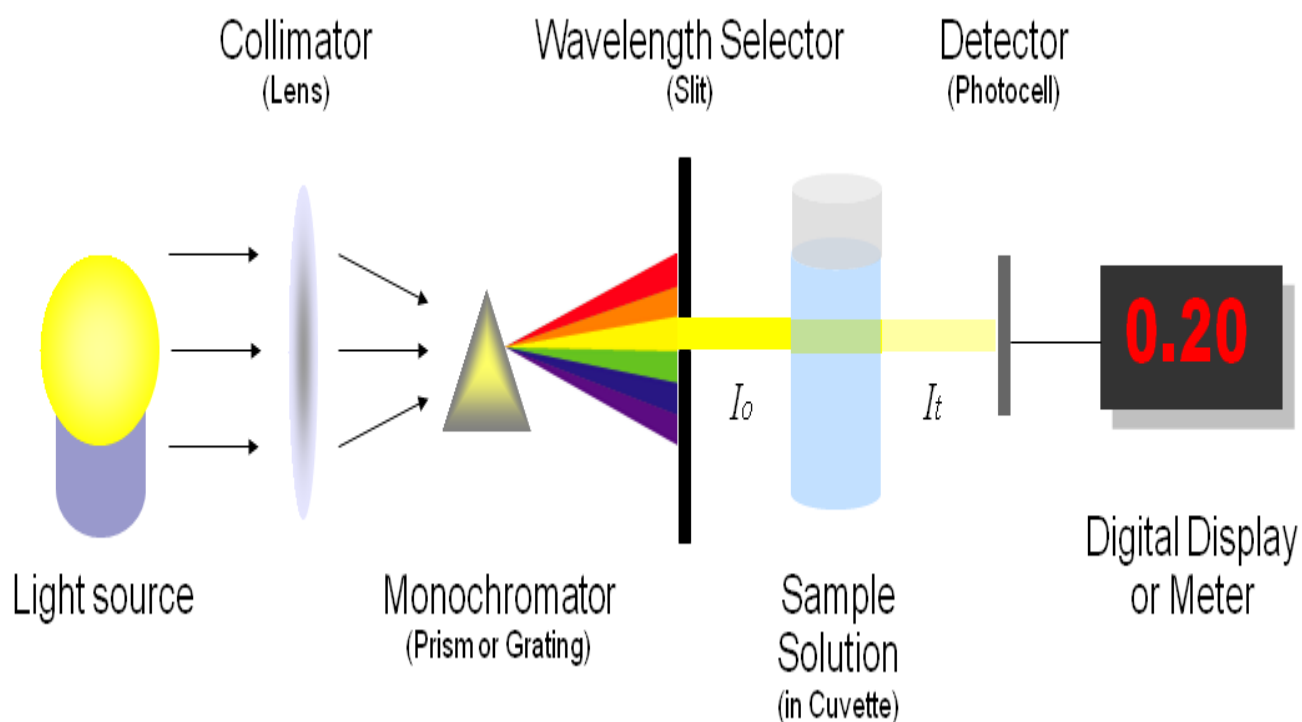 Collimator
(Lens)
Wavelength Selector
(Slit)
Detector
(Photocell)
I₀
Iₜ
0.20
Light source
Monochromator
(Prism or Grating)
Sample
Solution
(in Cuvette)
Digital Display
or Meter